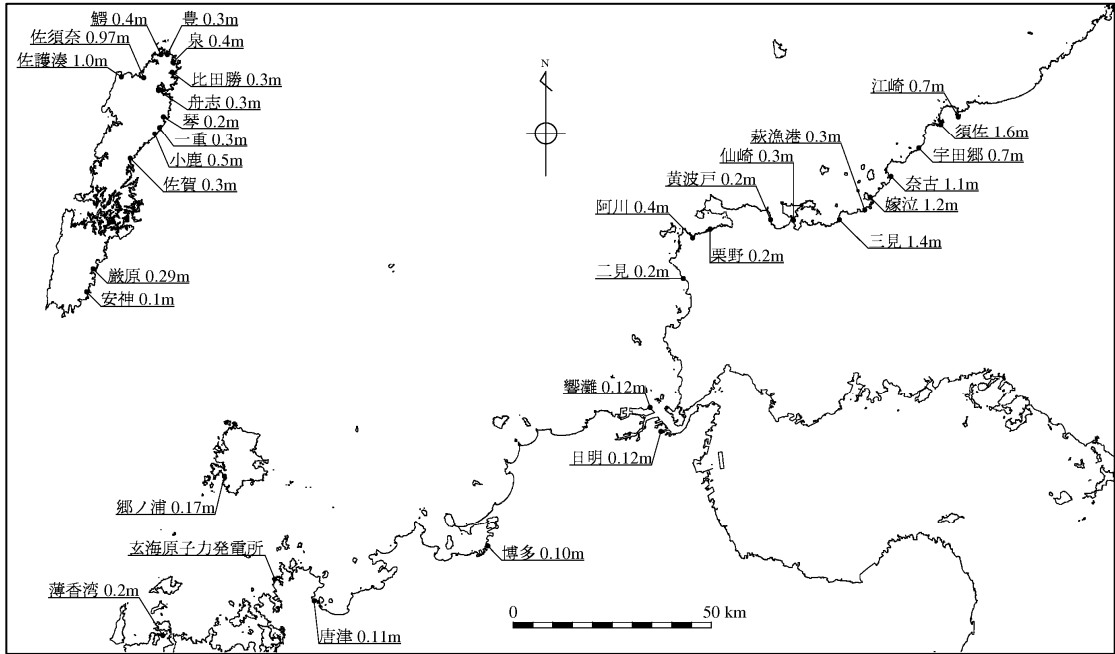 鰐 0.4m
豊 0.3m
佐須奈 0.97m
泉 0.4m
佐護湊 1.0m
比田勝 0.3m
舟志 0.3m
琴 0.2m
一重 0.3m
小鹿 0.5m
佐賀 0.3m
厳原 0.29m
安神 0.1m
N
江崎 0.7m
須佐 1.6m
萩漁港 0.3m
宇田郷 0.7m
仙崎 0.3m
奈古 1.1m
黄波戸 0.2m
嫁泣 1.2m
阿川 0.4m
三見 1.4m
粟野 0.2m
二見 0.2m
響灘 0.12m
日明 0.12m
郷ノ浦 0.17m
玄海原子力発電所
博多 0.10m
薄香湾 0.2m
唐津 0.11m
0 50 km